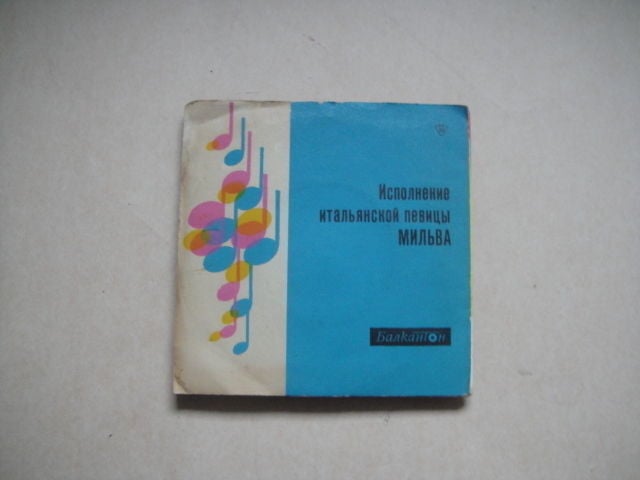 Исполнение
итальянской певицы
МИЛЬВА
Балкантон